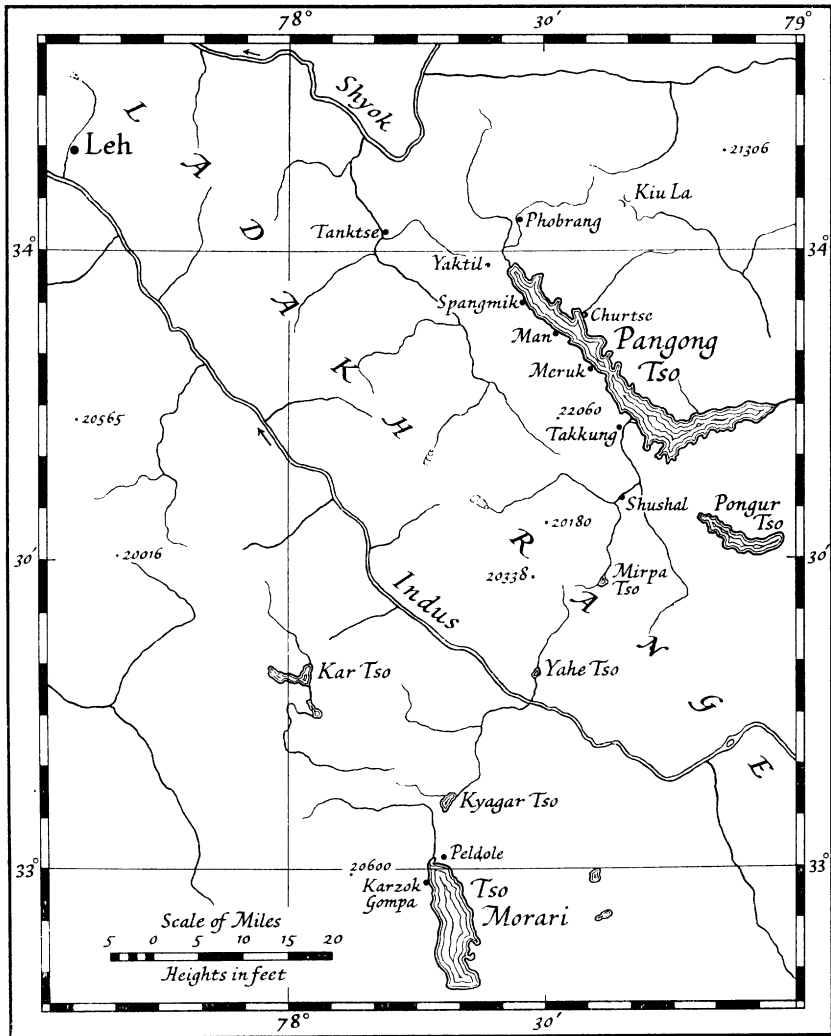 78°
30'
79°
Shyok
LADAKH RANGE
Leh
21306
Kiu La
Phobrang
Tanktse
34°
34°
Yaktil
Spangmik
Churtse
Man
Pangong
Tso
Meruk
20565
22060
Takkung
Shushal
Pongur
Tso
20180
30'
20016
30'
20338
Mirpa
Tso
Indus
Kar Tso
Yahe Tso
Kyagar Tso
Peldole
33°
20600
33°
Karzok
Gompa
Tso
Morari
Scale of Miles
5 0 5 10 15 20
Heights in feet
78°
30'